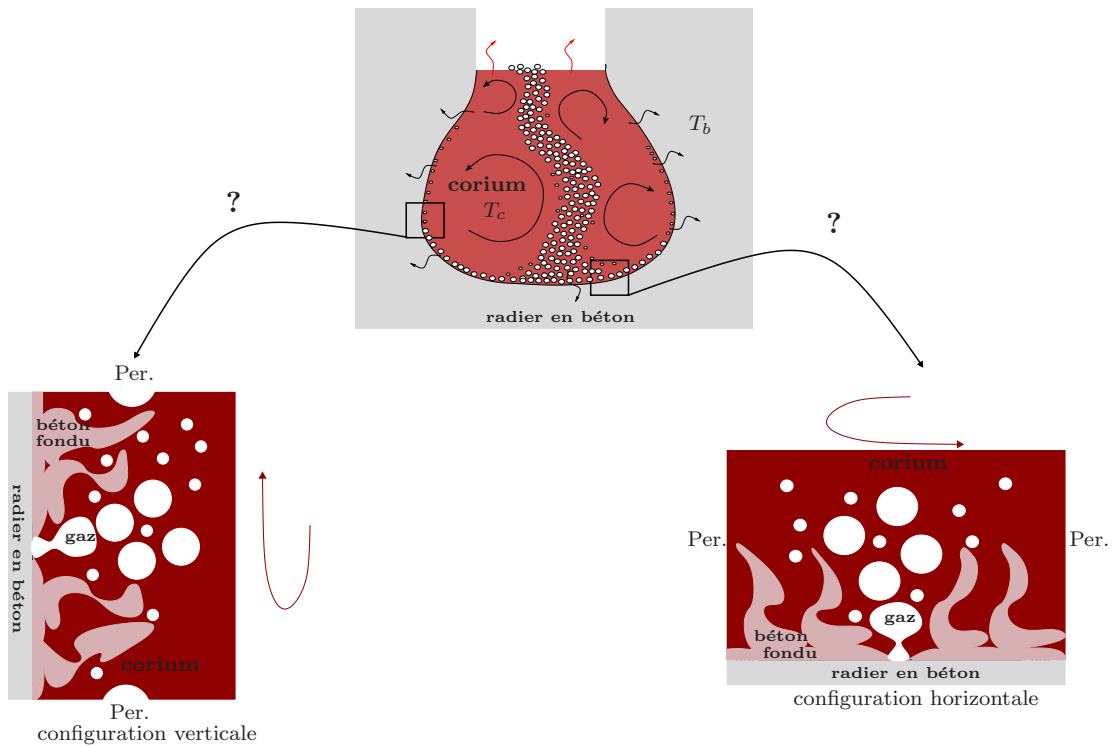 T_b
corium
T_c
?
?
radier en béton
Per.
béton
fondu
radier en béton
gaz
corium
Per.
configuration verticale
corium
Per.
Per.
gaz
béton
fondu
radier en béton
configuration horizontale